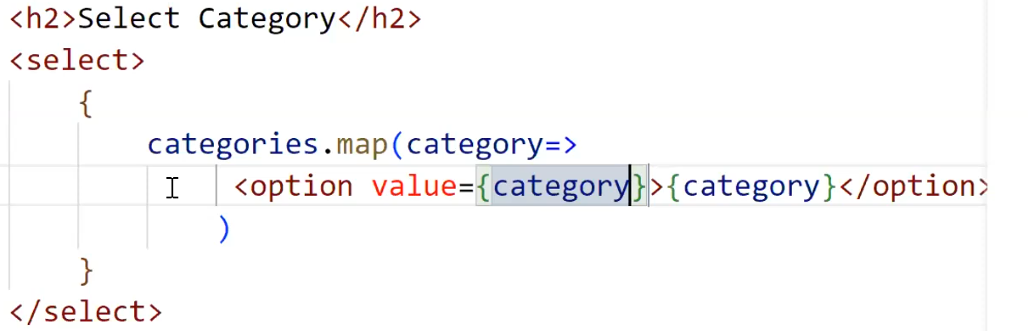 <h2>Select Category</h2>
<select>
{
categories.map(category=>
<option value={category}>{category}</option>
)
}
</select>